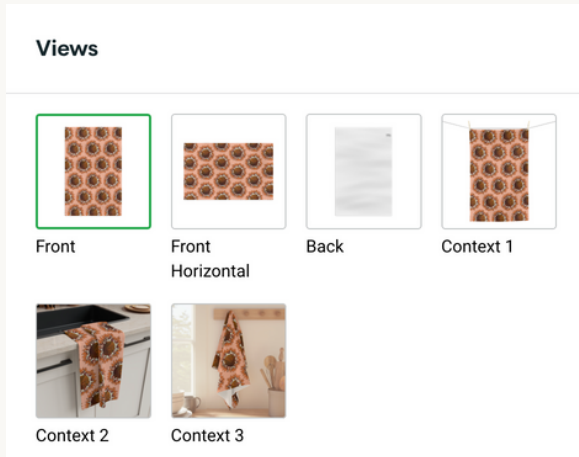 Views
Front
Front
Horizontal
Back
Context 1
Context 2
Context 3